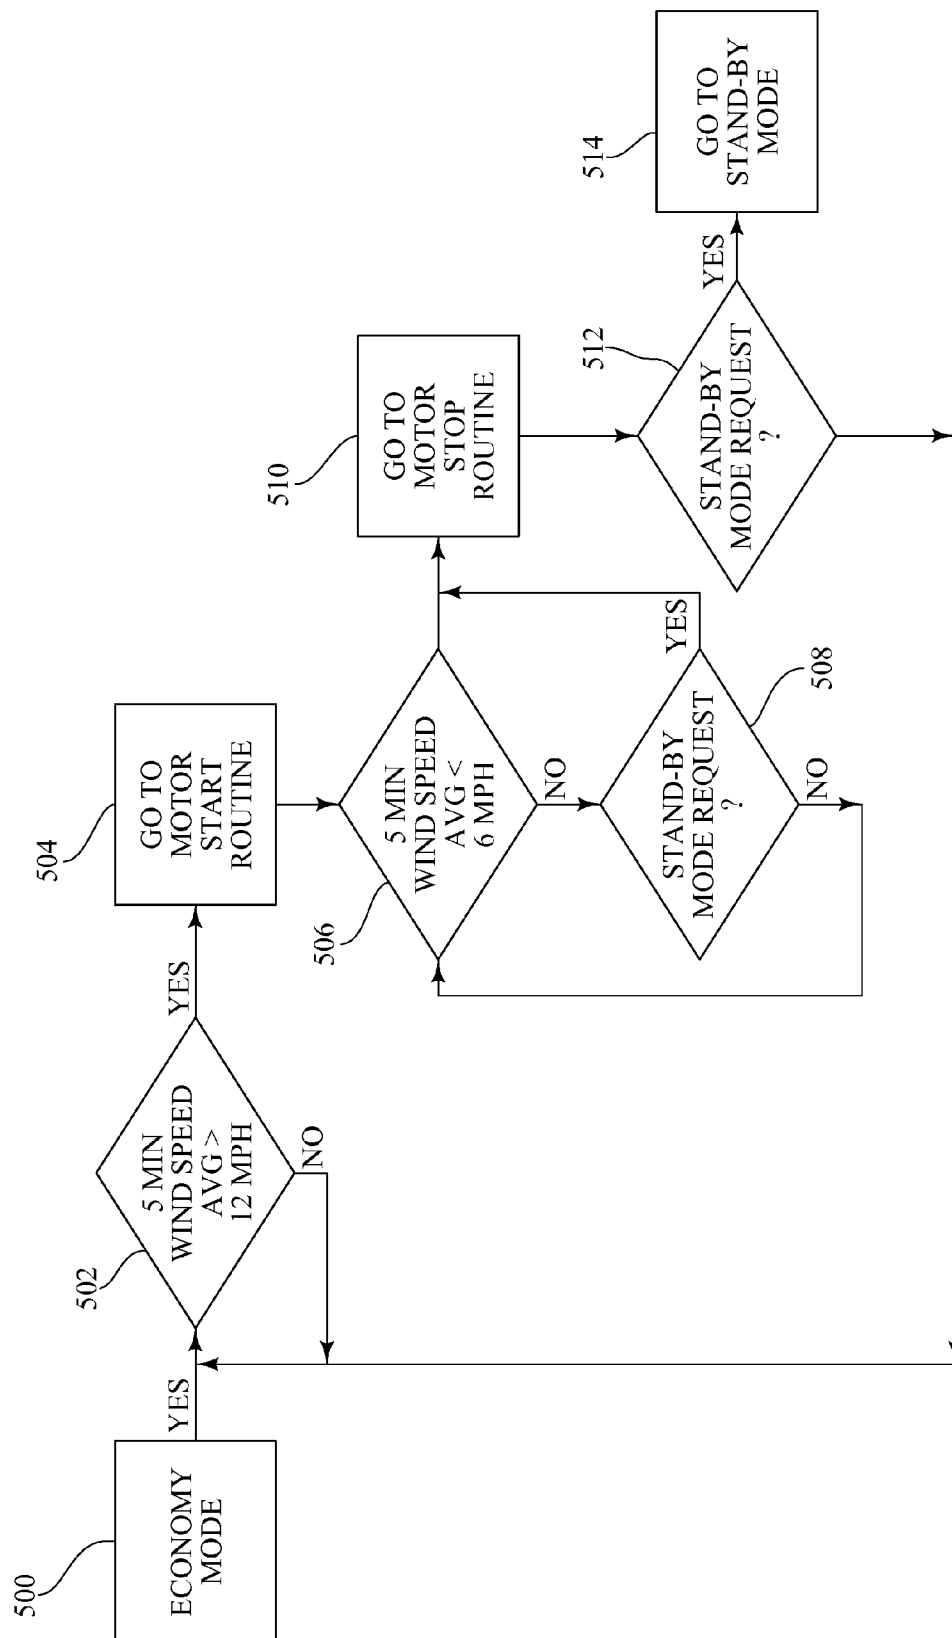 500
ECONOMY
MODE
YES
502
5 MIN
WIND SPEED
AVG >
12 MPH
YES
NO
504
GO TO
MOTOR
START
ROUTINE
506
5 MIN
WIND SPEED
AVG <
6 MPH
NO
508
STAND-BY
MODE REQUEST
?
YES
NO
510
GO TO
MOTOR
STOP
ROUTINE
512
STAND-BY
MODE REQUEST
?
YES
514
GO TO
STAND-BY
MODE